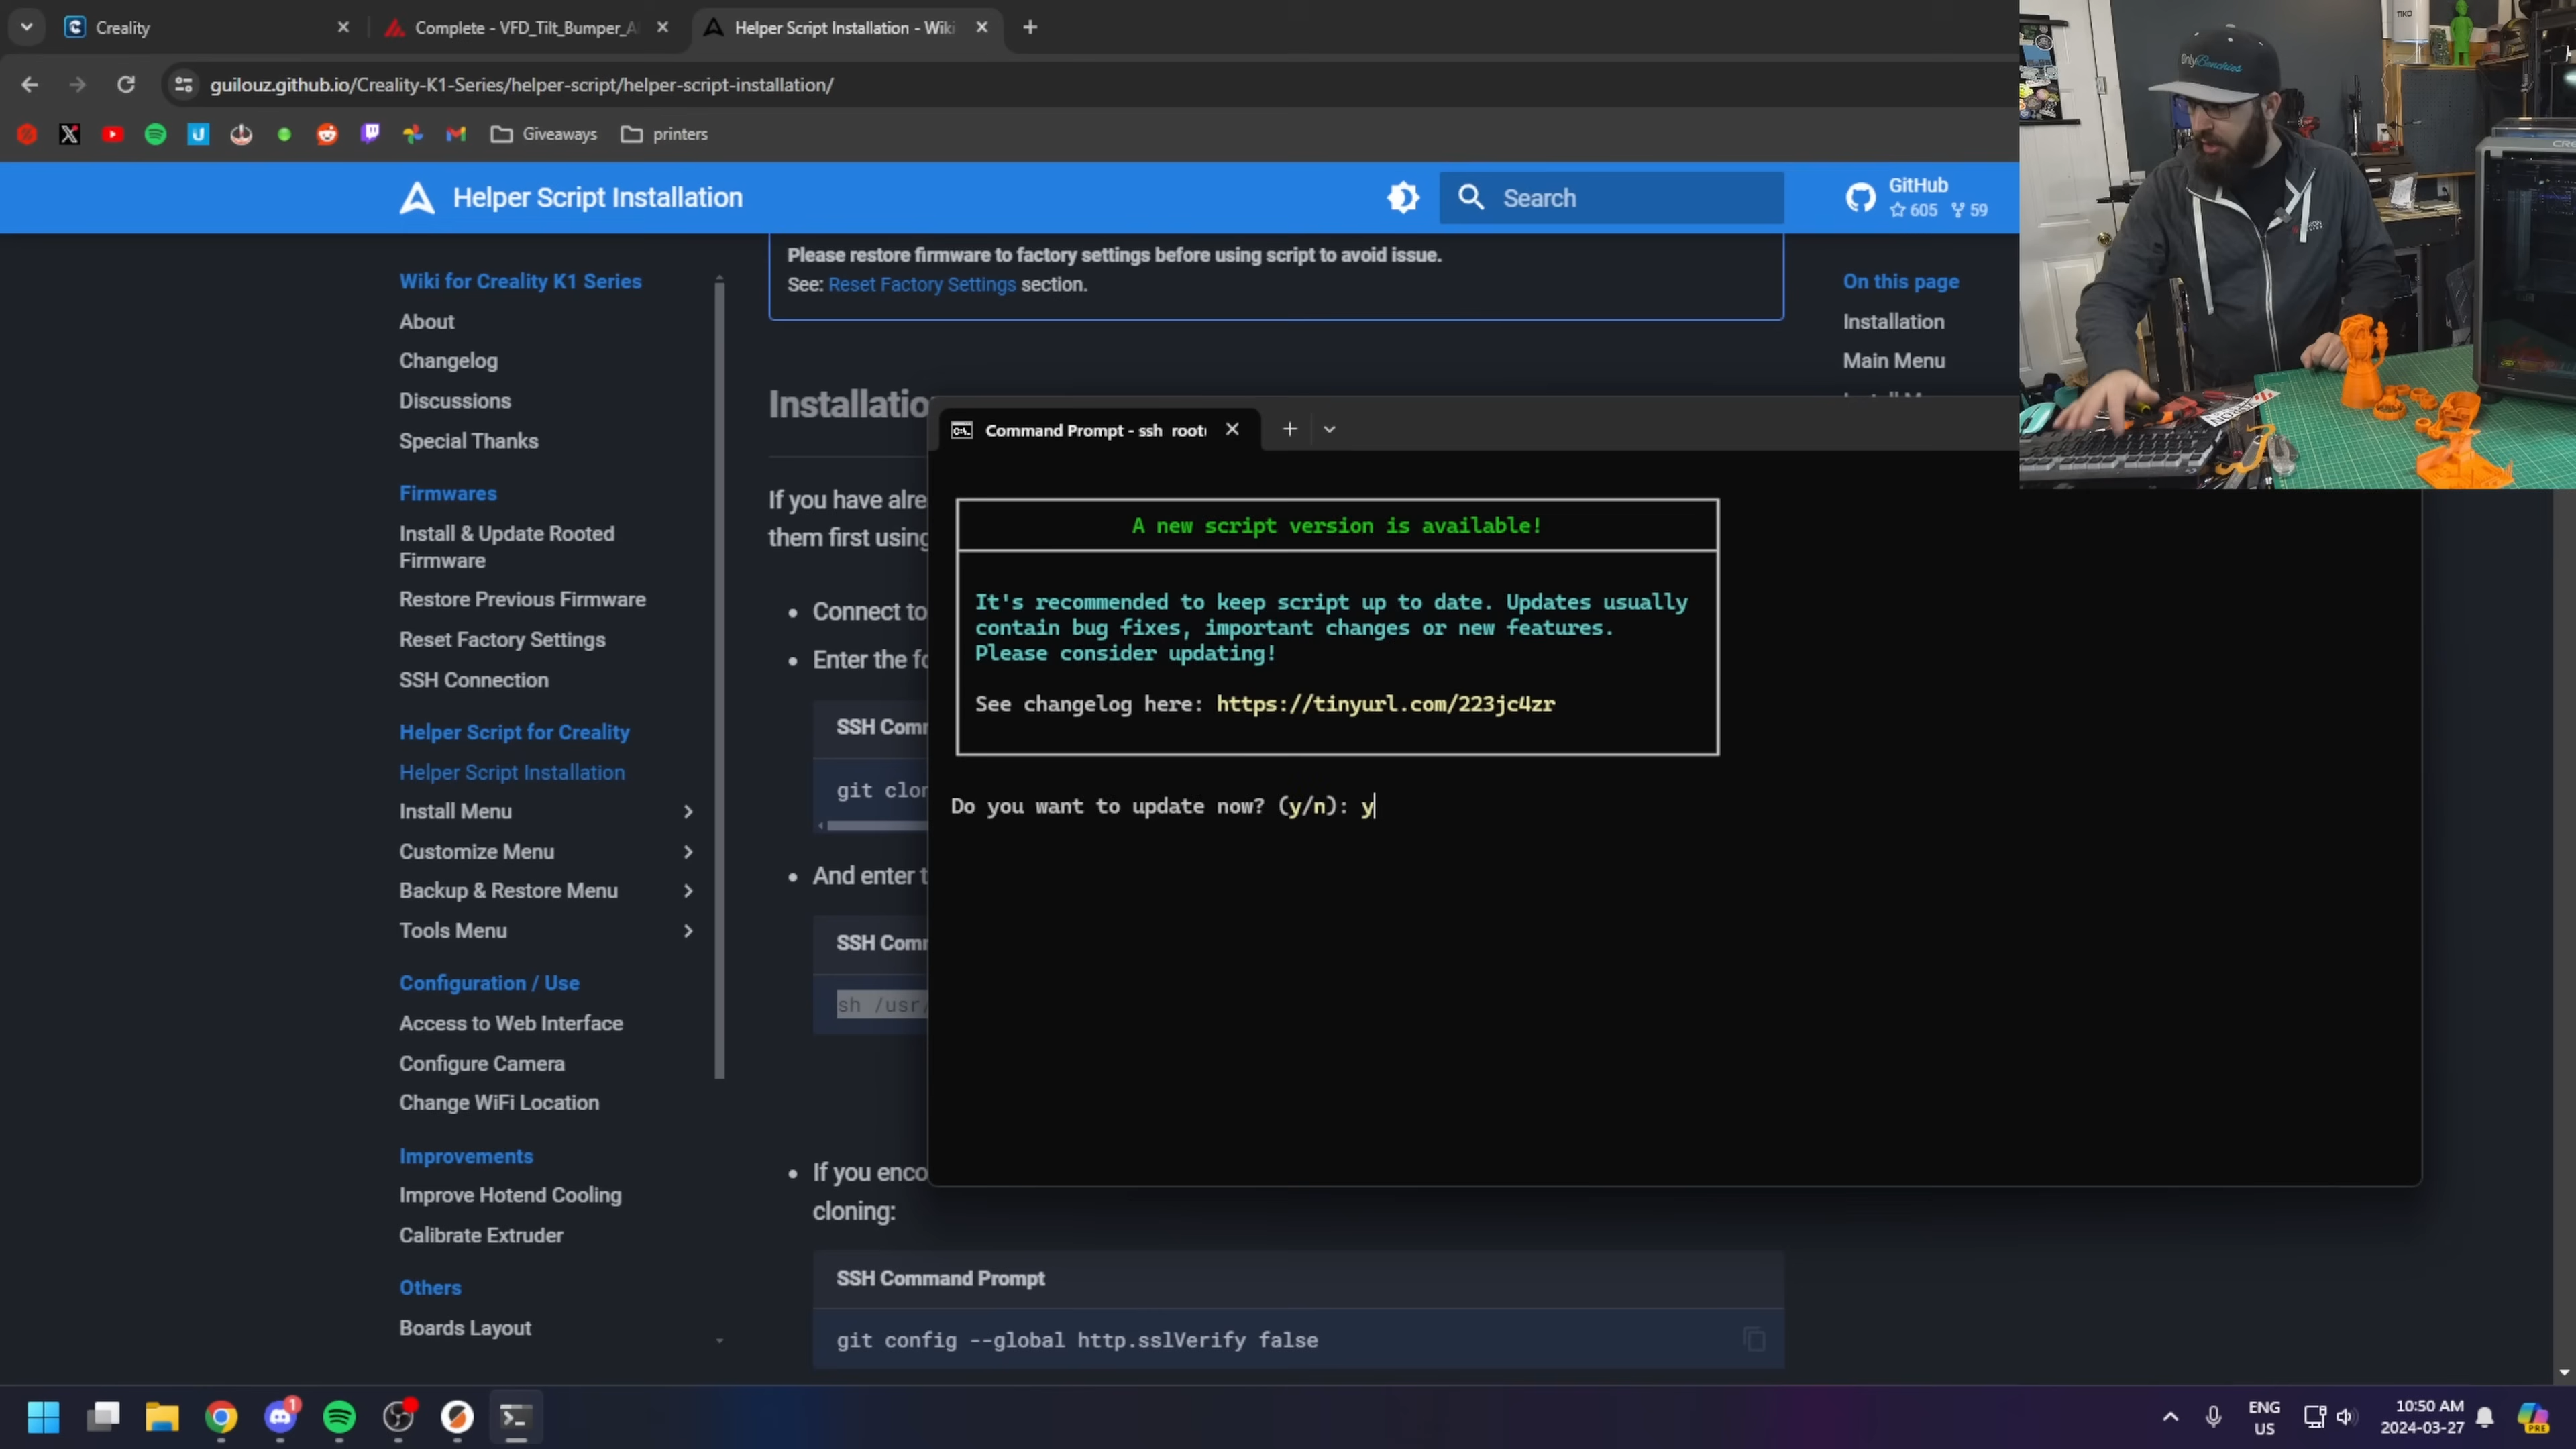 Creality
Complete - VFD_Tilt_Bumper_A
Helper Script Installation - Wiki
guilouz.github.io/Creality-K1-Series/helper-script/helper-script-installation/
Giveaways
printers
Helper Script Installation
Search
GitHub
605 59
Wiki for Creality K1 Series
About
Changelog
Discussions
Special Thanks
Firmwares
Install & Update Rooted
Firmware
Restore Previous Firmware
Reset Factory Settings
SSH Connection
Helper Script for Creality
Helper Script Installation
Install Menu
Customize Menu
Backup & Restore Menu
Tools Menu
Configuration / Use
Access to Web Interface
Configure Camera
Change WiFi Location
Improvements
Improve Hotend Cooling
Calibrate Extruder
Others
Boards Layout
Please restore firmware to factory settings before using script to avoid issue.
See: Reset Factory Settings section.
Installatio
If you have alre
them first using
Connect to
Enter the fo
SSH Comm
git clon
And enter t
SSH Comm
sh /usr/
If you enco
cloning:
SSH Command Prompt
git config --global http.sslVerify false
On this page
Installation
Main Menu
Command Prompt - ssh root
A new script version is available!
It's recommended to keep script up to date. Updates usually
contain bug fixes, important changes or new features.
Please consider updating!
See changelog here: https://tinyurl.com/223jc4zr
Do you want to update now? (y/n): y
Only Benchies
TIKO
ENG
US
10:50 AM
2024-03-27
1
PRE